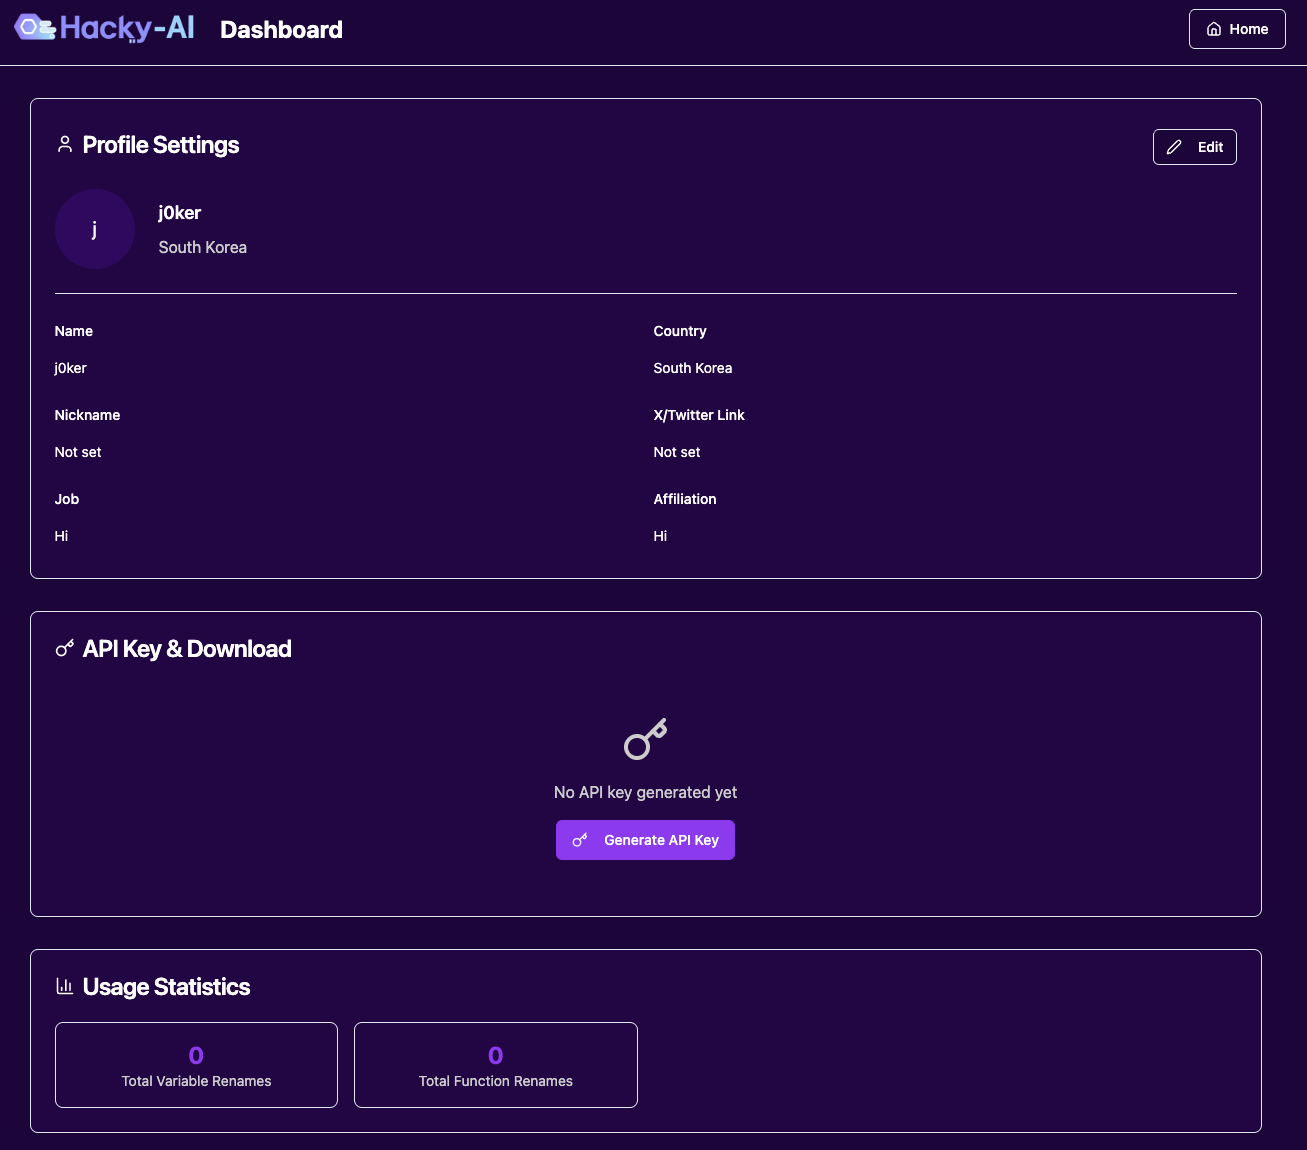 Hacky-AI Dashboard
Home
Profile Settings
Edit
j
j0ker
South Korea
Name
Country
j0ker
South Korea
Nickname
X/Twitter Link
Not set
Not set
Job
Affiliation
Hi
Hi
API Key & Download
No API key generated yet
Generate API Key
Usage Statistics
0
0
Total Variable Renames
Total Function Renames